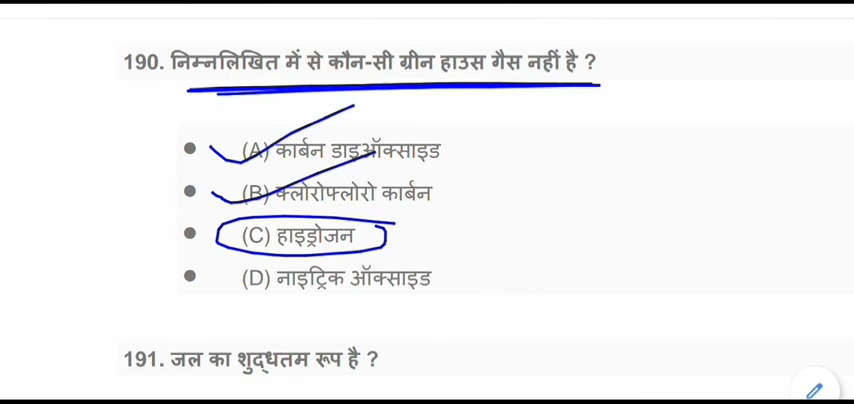 190. निम्नलिखित में से कौन-सी ग्रीन हाउस गैस नहीं है ?
(A) कार्बन डाइऑक्साइड
(B) क्लोरोफ्लोरो कार्बन
(C) हाइड्रोजन
(D) नाइट्रिक ऑक्साइड
191. जल का शुद्धतम रूप है ?